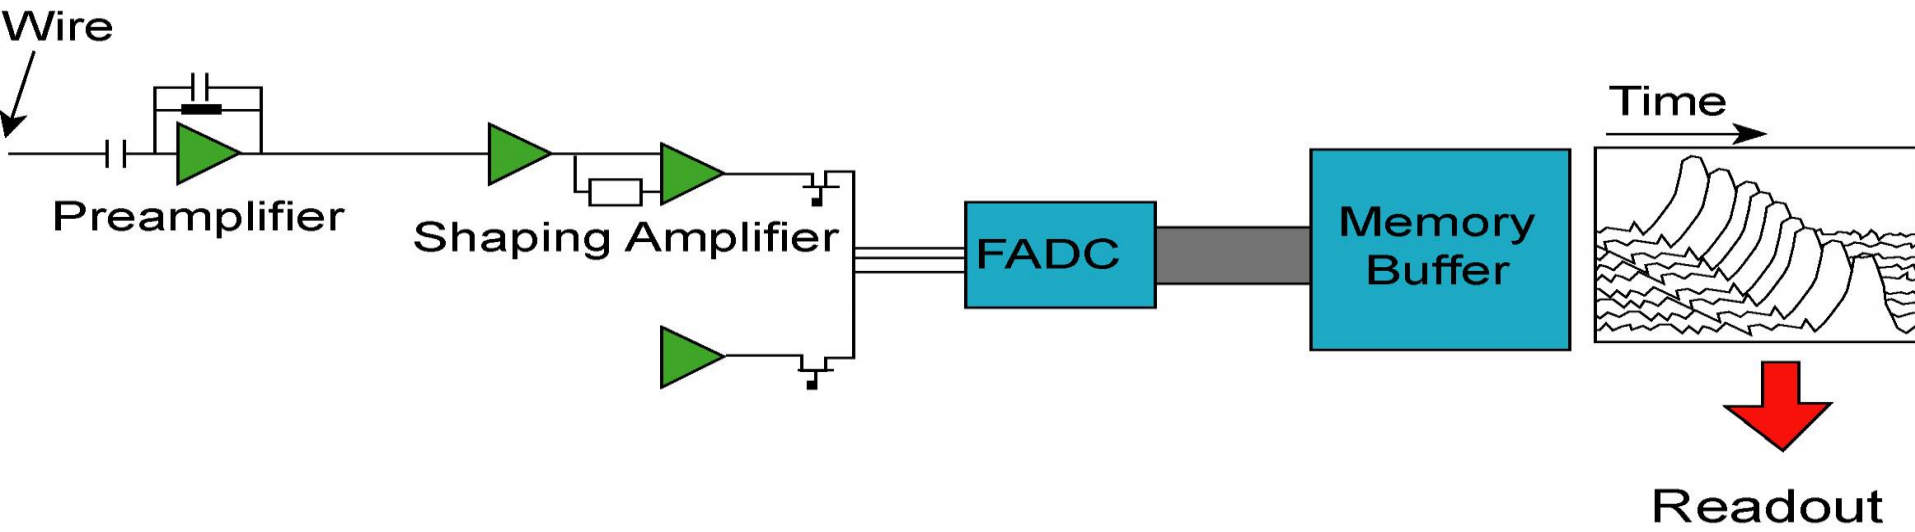 Wire
Preamplifier
Shaping Amplifier
FADC
Memory
Buffer
Time
Readout